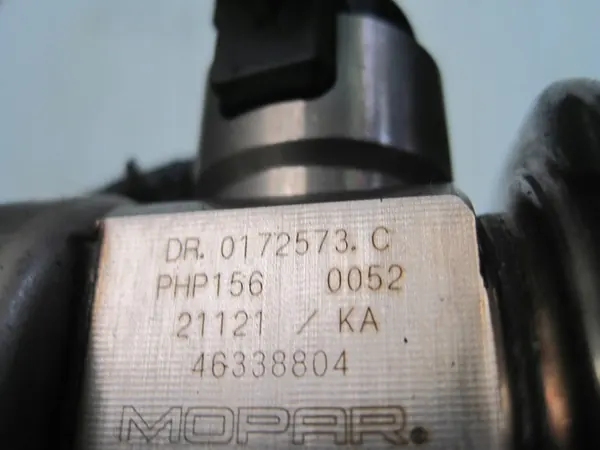 DR. 0172573. C
PHP156 0052
21121 / KA
46338804
MOPAR.